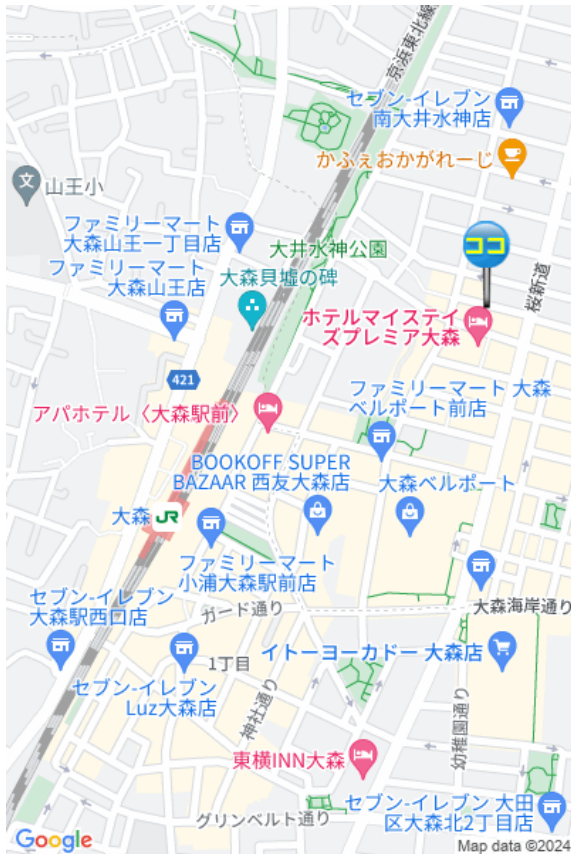 京浜東北線
セブン-イレブン
南大井水神店
かふぇおかがれーじ
文
山王小
ファミリーマート
大森山王一丁目店
大井水神公園
ココ
桜新道
ファミリーマート
大森山王店
大森貝墟の碑
ホテルマイステイ
ズプレミア大森
421
アパホテル〈大森駅前〉
ファミリーマート 大森
ベルポート前店
BOOKOFF SUPER
BAZAAR 西友大森店
大森ベルポート
大森
JR
ファミリーマート
小浦大森駅前店
セブン-イレブン
大森駅西口店
ガード通り
大森海岸通り
1丁目
イトーヨーカドー 大森店
セブン-イレブン
Luz大森店
神社通り
幼稚園通り
東横INN大森
グリンベルト通り
セブン-イレブン 大田
区大森北2丁目店
Google
Map data ©2024